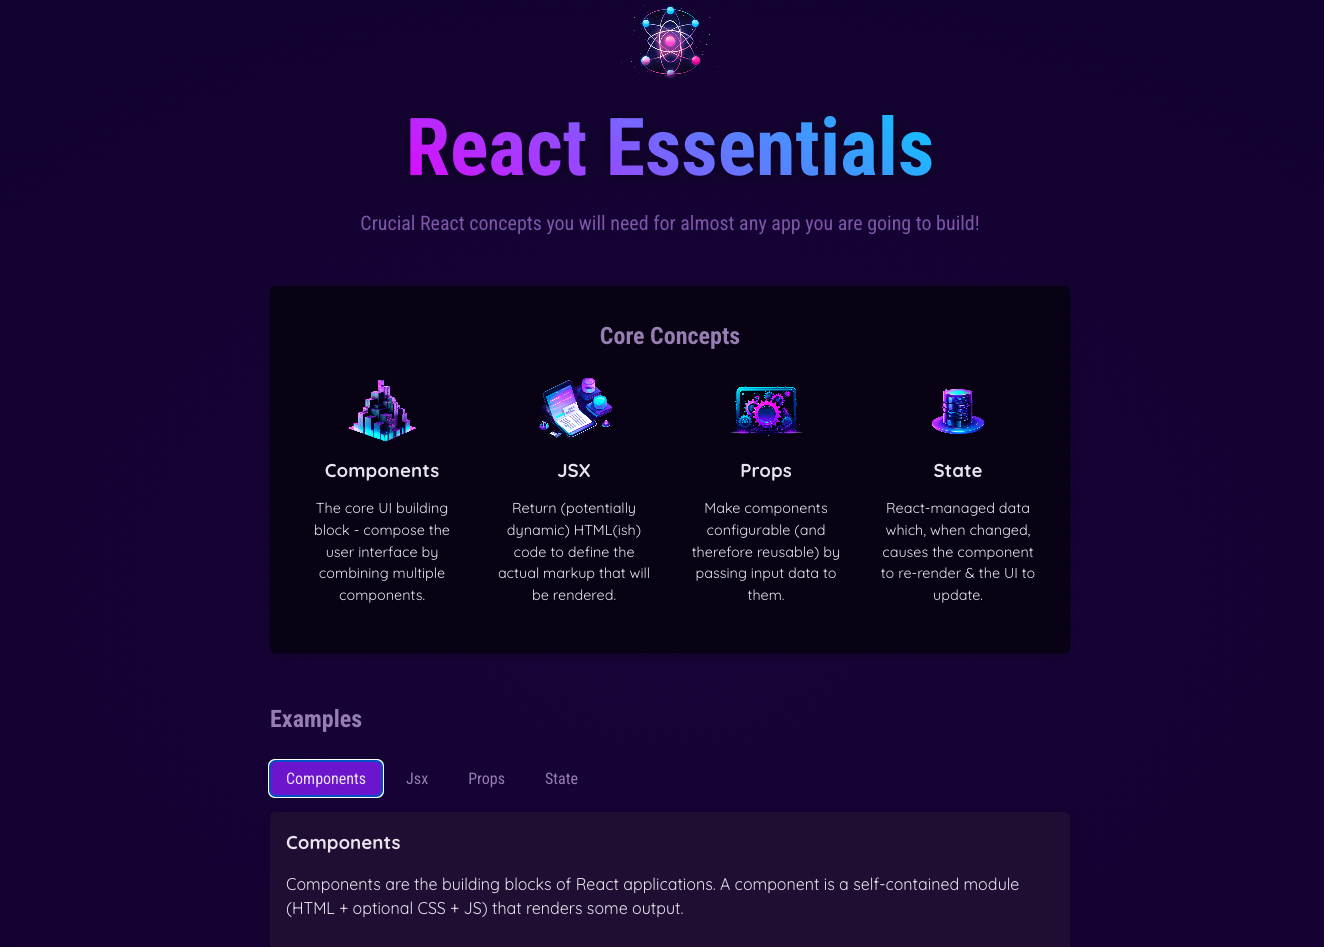 React Essentials
Crucial React concepts you will need for almost any app you are going to build!
Core Concepts
Components
The core UI building
block - compose the
user interface by
combining multiple
components.
JSX
Return (potentially
dynamic) HTML(ish)
code to define the
actual markup that will
be rendered.
Props
Make components
configurable (and
therefore reusable) by
passing input data to
them.
State
React-managed data
which, when changed,
causes the component
to re-render & the UI to
update.
Examples
Components Jsx Props State
Components
Components are the building blocks of React applications. A component is a self-contained module
(HTML + optional CSS + JS) that renders some output.